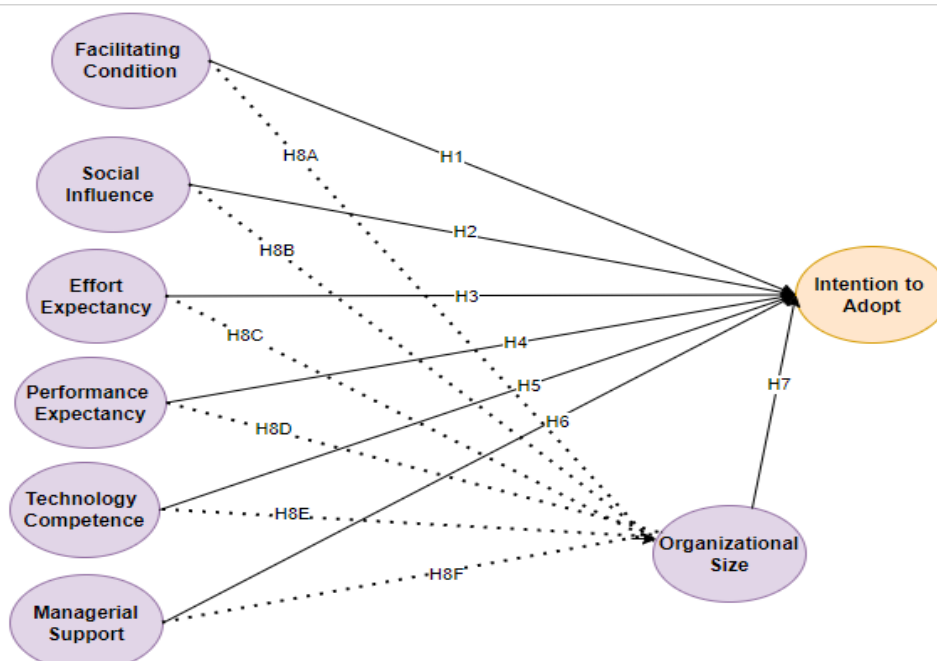 Facilitating
Condition
H8A
H1
Social
Influence
H2
H8B
Effort
Expectancy
H3
Intention to
Adopt
H8C
H4
Performance
Expectancy
H5
H7
H6
H8D
Technology
Competence
H8E
Organizational
Size
H8F
Managerial
Support